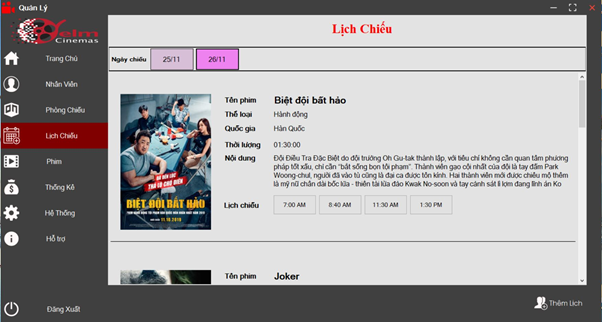 Quản Lý
Cinemas
Trang Chủ
Nhân Viên
Phòng Chiếu
Lịch Chiếu
Phim
Thống Kê
Hệ Thống
Hỗ trợ
Đăng Xuất
Lịch Chiếu
Ngày chiếu
25/11
26/11
BIỆT ĐỘI BẤT HẢO
Tên phim
Biệt đội bất hảo
Thể loại
Hành động
Quốc gia
Hàn Quốc
Thời lượng
01:30:00
Nội dung
Đội Điều Tra Đặc Biệt do đội trưởng Oh Gu-tak thành lập, với tiêu chí không cần quan tâm phương
pháp tốt xấu, chỉ cần "bắt sống bọn tội phạm". Thành viên gạo cội nhất của đội là tay đấm Park
Woong-chul, người đã vào tù cũng là đại ca được tôn kính. Hai thành viên mới được chiêu mộ thêm
là mỹ nữ chân dài bốc lửa - thiên tài lừa đảo Kwak No-soon và tay cảnh sát lì lợm đang lĩnh án Ko
Lịch chiếu
7:00 AM
8:40 AM
11:30 AM
1:30 PM
Tên phim
Joker
Thêm Lịch